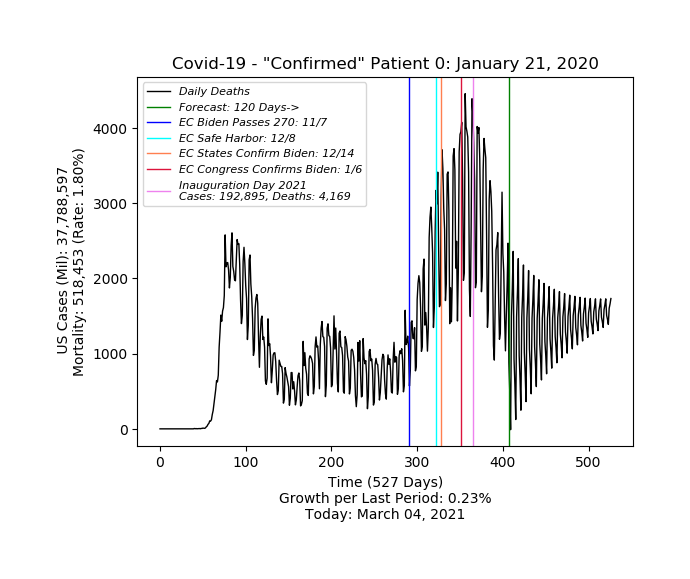 Covid-19 - "Confirmed" Patient 0: January 21, 2020
Daily Deaths
Forecast: 120 Days->
EC Biden Passes 270: 11/7
EC Safe Harbor: 12/8
EC States Confirm Biden: 12/14
EC Congress Confirms Biden: 1/6
Inauguration Day 2021
Cases: 192,895, Deaths: 4,169
US Cases (Mil): 37,788,597
Mortality: 518,453 (Rate: 1.80%)
4000
3000
2000
1000
0
0 100 200 300 400 500
Time (527 Days)
Growth per Last Period: 0.23%
Today: March 04, 2021